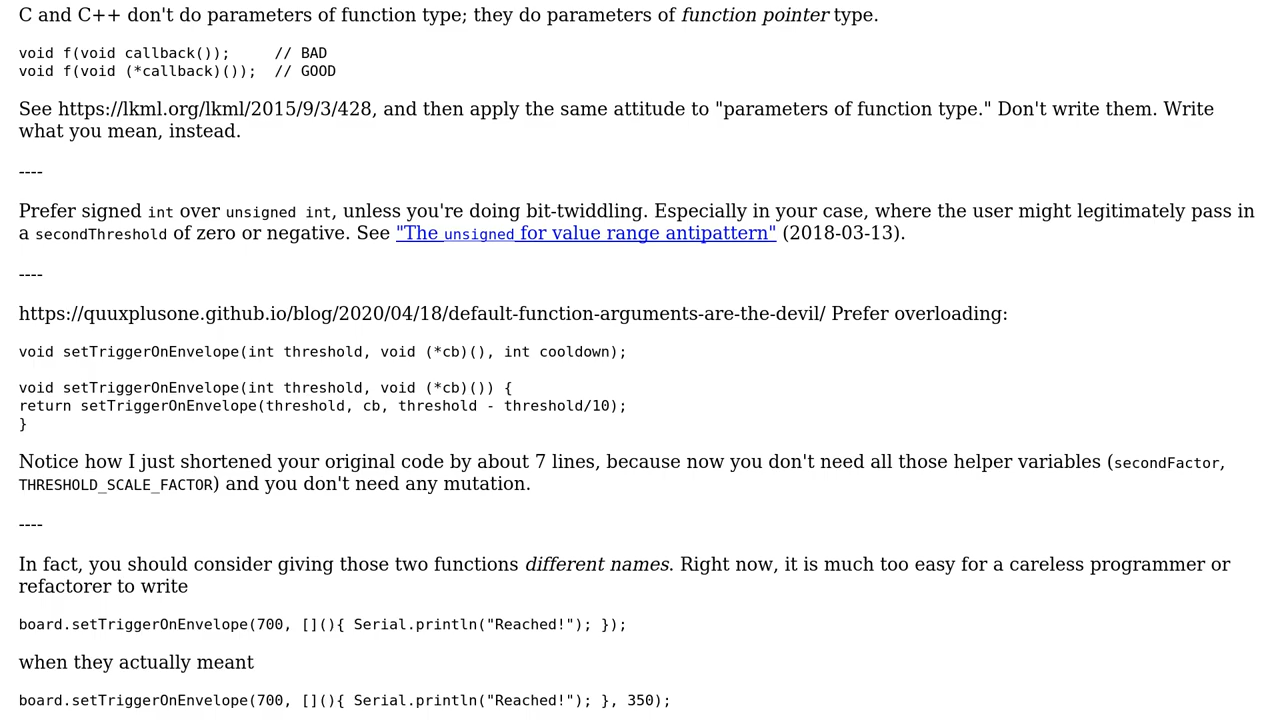 C and C++ don't do parameters of function type; they do parameters of function pointer type.
void f(void callback());     // BAD
void f(void (*callback)());  // GOOD
See https://lkml.org/lkml/2015/9/3/428, and then apply the same attitude to "parameters of function type." Don't write them. Write
what you mean, instead.
----
Prefer signed int over unsigned int, unless you're doing bit-twiddling. Especially in your case, where the user might legitimately pass in
a secondThreshold of zero or negative. See "The unsigned for value range antipattern" (2018-03-13).
----
https://quuxplusone.github.io/blog/2020/04/18/default-function-arguments-are-the-devil/ Prefer overloading:
void setTriggerOnEnvelope(int threshold, void (*cb)(), int cooldown);
void setTriggerOnEnvelope(int threshold, void (*cb)()) {
return setTriggerOnEnvelope(threshold, cb, threshold - threshold/10);
}
Notice how I just shortened your original code by about 7 lines, because now you don't need all those helper variables (secondFactor,
THRESHOLD_SCALE_FACTOR) and you don't need any mutation.
----
In fact, you should consider giving those two functions different names. Right now, it is much too easy for a careless programmer or
refactorer to write
board.setTriggerOnEnvelope(700, [](){ Serial.println("Reached!"); });
when they actually meant
board.setTriggerOnEnvelope(700, [](){ Serial.println("Reached!"); }, 350);